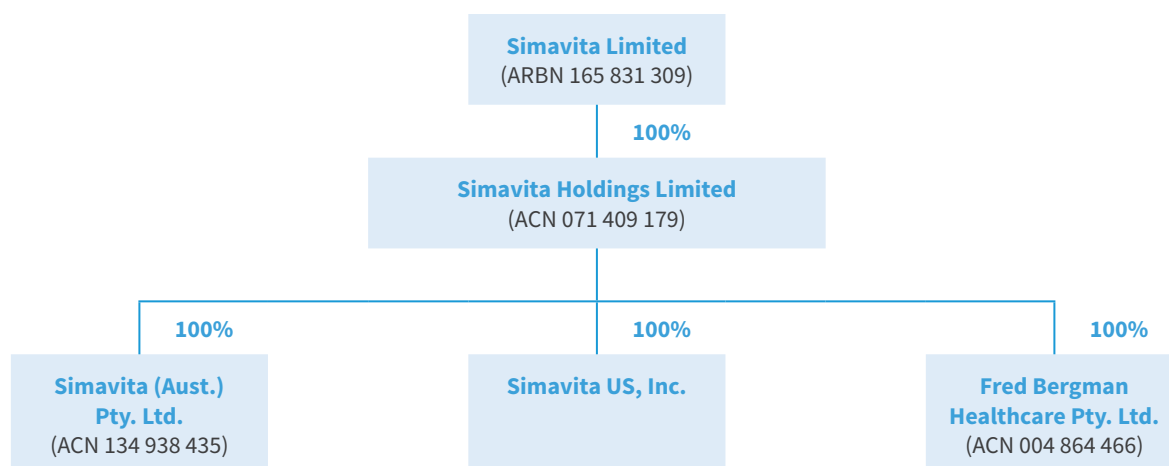 Simavita Limited
(ARBN 165 831 309)
100%
Simavita Holdings Limited
(ACN 071 409 179)
100%
100%
100%
Simavita (Aust.)
Pty. Ltd.
(ACN 134 938 435)
Simavita US, Inc.
Fred Bergman
Healthcare Pty. Ltd.
(ACN 004 864 466)